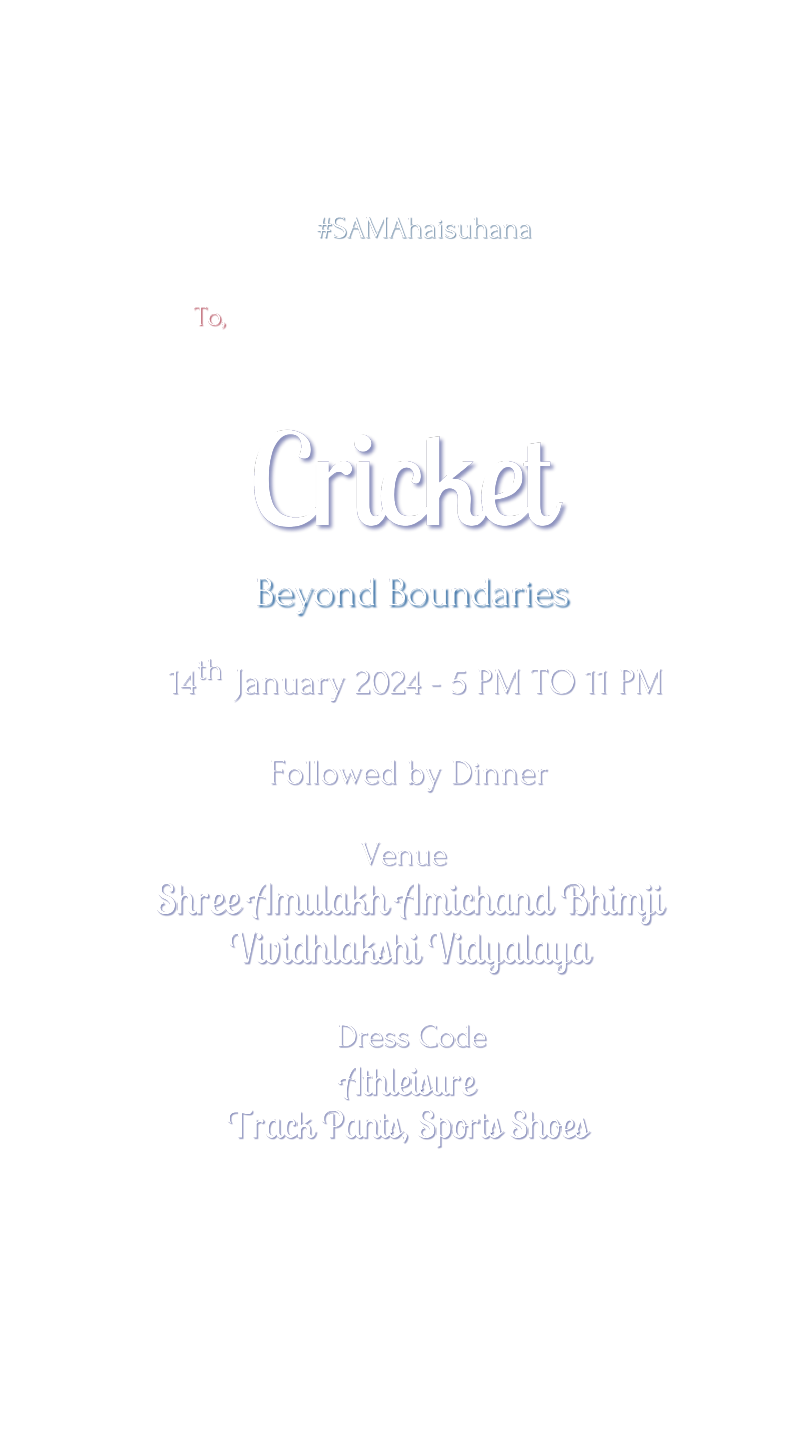 #SAMAhaisuhana
To,
Cricket
Beyond Boundaries
14th January 2024 - 5 PM TO 11 PM
Followed by Dinner
Venue
Shree Amulakh Amichand Bhimji
Vividhlakshi Vidyalaya
Dress Code
Athleisure
Track Pants, Sports Shoes